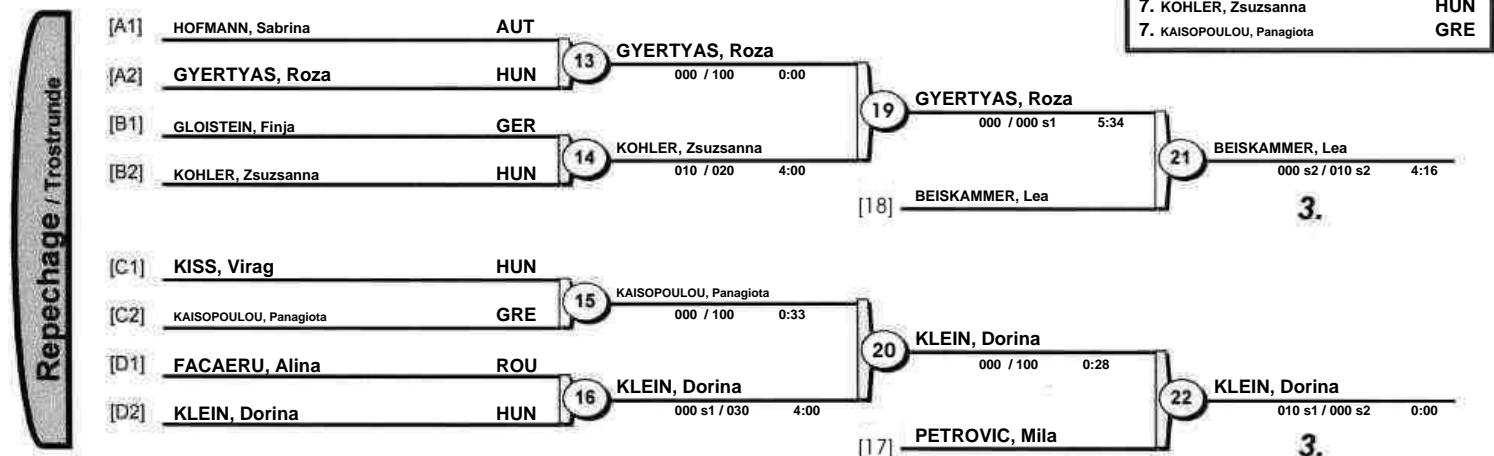 7. KOHLER, Zsuzsanna HUN
7. KAISOPOULOU, Panagiota GRE
Repechage / Trostrunde
[A1] HOFMANN, Sabrina AUT
13 GYERTYAS, Roza
000 / 100 0:00
[A2] GYERTYAS, Roza HUN
19 GYERTYAS, Roza
000 / 000 s1 5:34
[B1] GLOISTEIN, Finja GER
14 KOHLER, Zsuzsanna
010 / 020 4:00
[B2] KOHLER, Zsuzsanna HUN
21 BEISKAMMER, Lea
000 s2 / 010 s2 4:16
[18] BEISKAMMER, Lea
3.
[C1] KISS, Virag HUN
15 KAISOPOULOU, Panagiota
000 / 100 0:33
[C2] KAISOPOULOU, Panagiota GRE
20 KLEIN, Dorina
000 / 100 0:28
[D1] FACAERU, Alina ROU
16 KLEIN, Dorina
000 s1 / 030 4:00
[D2] KLEIN, Dorina HUN
22 KLEIN, Dorina
010 s1 / 000 s2 0:00
[17] PETROVIC, Mila
3.